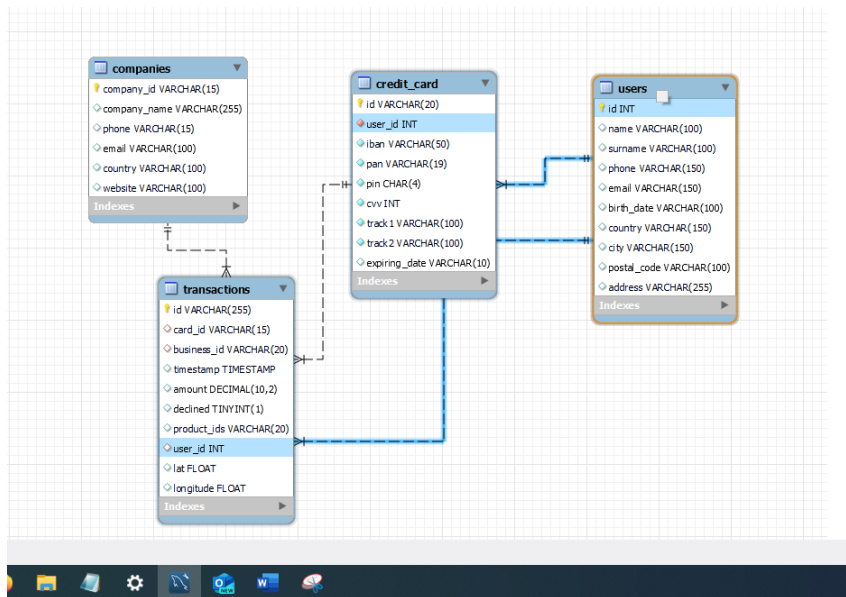 companies
company_id VARCHAR(15)
company_name VARCHAR(255)
phone VARCHAR(15)
email VARCHAR(100)
country VARCHAR(100)
website VARCHAR(100)
Indexes
credit_card
id VARCHAR(20)
user_id INT
iban VARCHAR(50)
pan VARCHAR(19)
pin CHAR(4)
cvv INT
track1 VARCHAR(100)
track2 VARCHAR(100)
expiring_date VARCHAR(10)
Indexes
users
id INT
name VARCHAR(100)
surname VARCHAR(100)
phone VARCHAR(150)
email VARCHAR(150)
birth_date VARCHAR(100)
country VARCHAR(150)
city VARCHAR(150)
postal_code VARCHAR(100)
address VARCHAR(255)
Indexes
transactions
id VARCHAR(255)
card_id VARCHAR(15)
business_id VARCHAR(20)
timestamp TIMESTAMP
amount DECIMAL(10,2)
declined TINYINT(1)
product_ids VARCHAR(20)
user_id INT
lat FLOAT
longitude FLOAT
Indexes
NEW